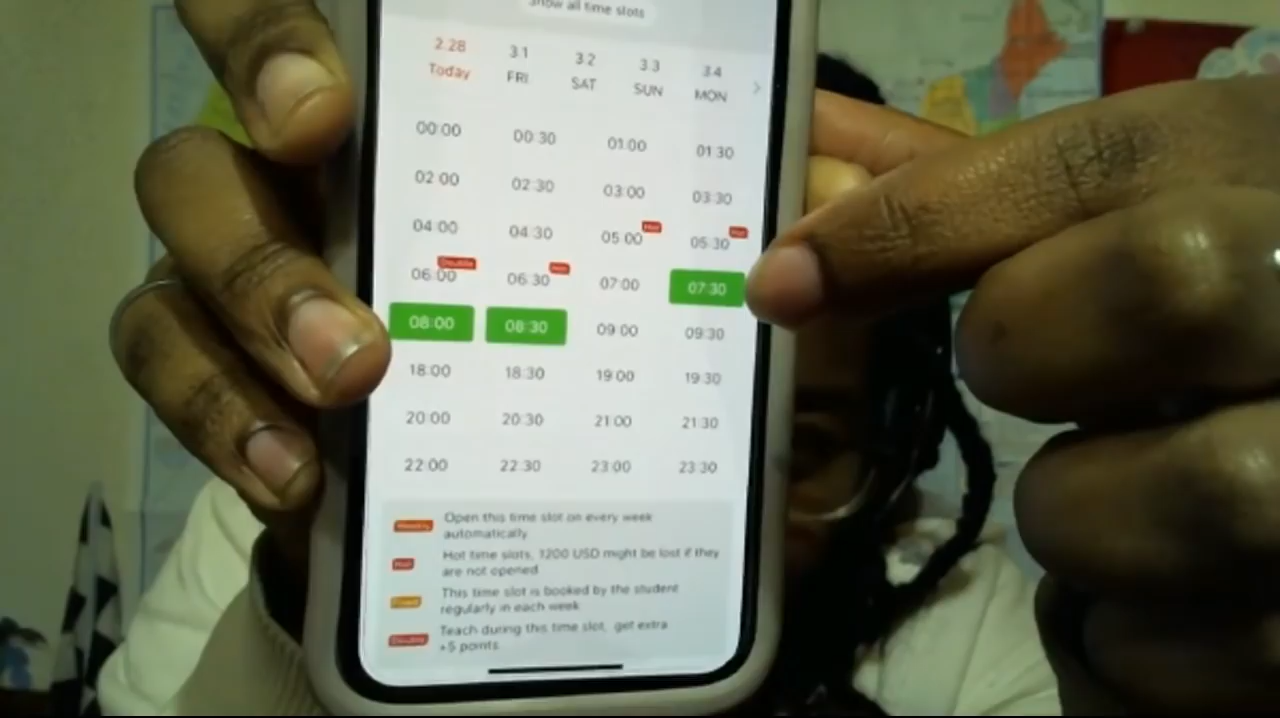 Show all time slots
2.28 3.1 3.2 3.3 3.4
Today FRI SAT SUN MON
00:00 00:30 01:00 01:30
02:00 02:30 03:00 03:30
04:00 04:30 05:00 Hot 05:30 Hot
06:00 Double 06:30 Hot 07:00 07:30
08:00 08:30 09:00 09:30
18:00 18:30 19:00 19:30
20:00 20:30 21:00 21:30
22:00 22:30 23:00 23:30
Weekly Open this time slot on every week
automatically
Hot Hot time slots, 1200 USD might be lost if they
are not opened
Fixed This time slot is booked by the student
regularly in each week
Double Teach during this time slot, get extra
+5 points